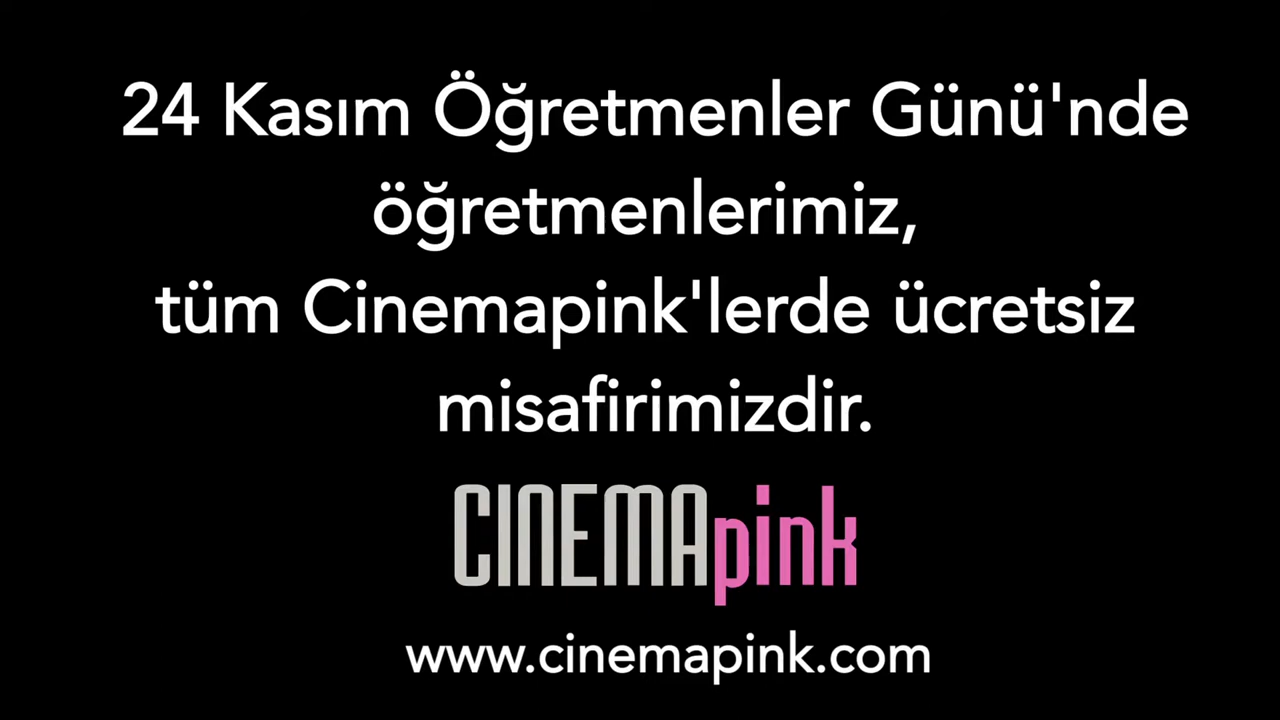 24 Kasım Öğretmenler Günü'nde
öğretmenlerimiz,
tüm Cinemapink'lerde ücretsiz
misafirimizdir.
CINEMApink
www.cinemapink.com